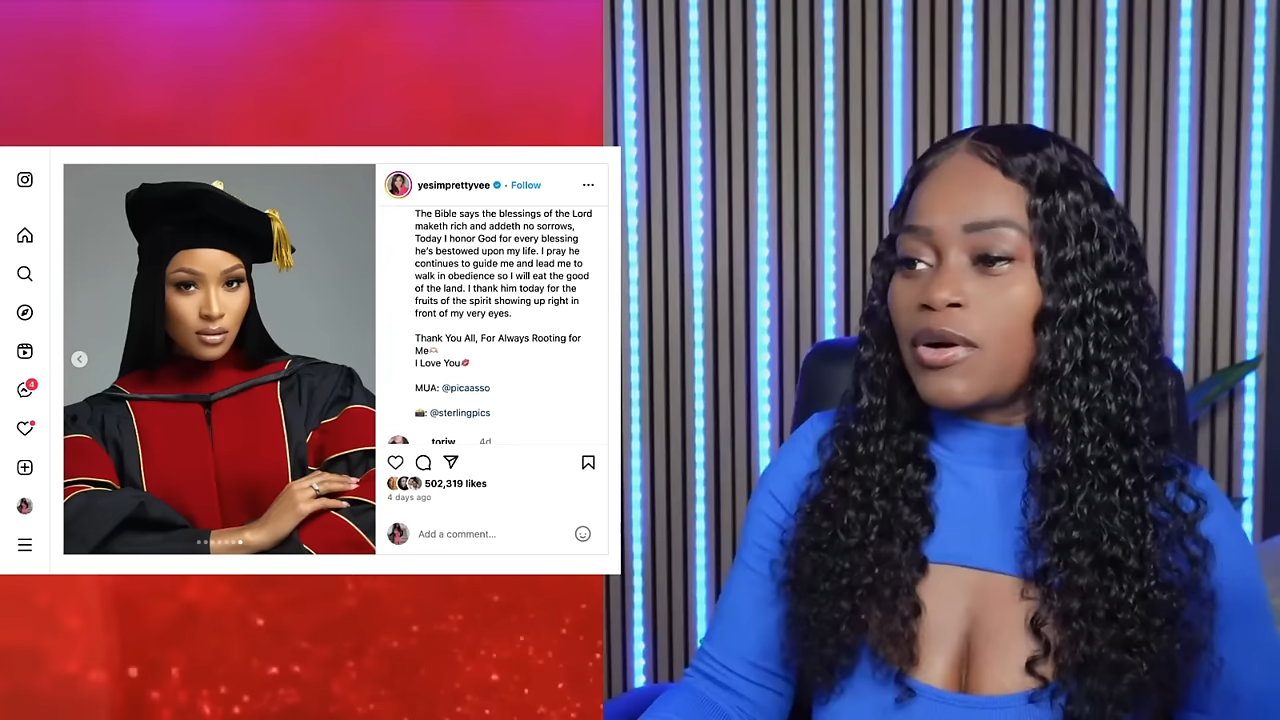 yesimprettyvee • Follow
The Bible says the blessings of the Lord
maketh rich and addeth no sorrows,
Today I honor God for every blessing
he's bestowed upon my life. I pray he
continues to guide me and lead me to
walk in obedience so I will eat the good
of the land. I thank him today for the
fruits of the spirit showing up right in
front of my very eyes.
Thank You All, For Always Rooting for
Me🫶🏻
I Love You💋
MUA: @picaasso
📸: @sterlingpics
toriw 4d
4
502,319 likes
4 days ago
Add a comment...